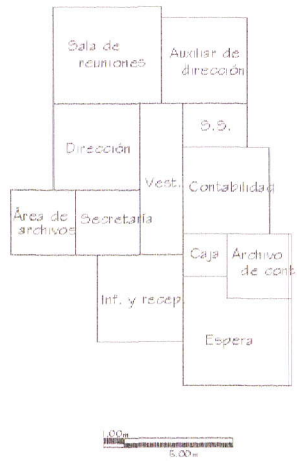 Sala de
reuniones
Auxiliar de
dirección
S.S.
Dirección
Vest.
Contabilidad
Área de
archivos
Secretaría
Caja
Archivo
de cont
Inf. y recep.
Espera
1.00m
5.00m